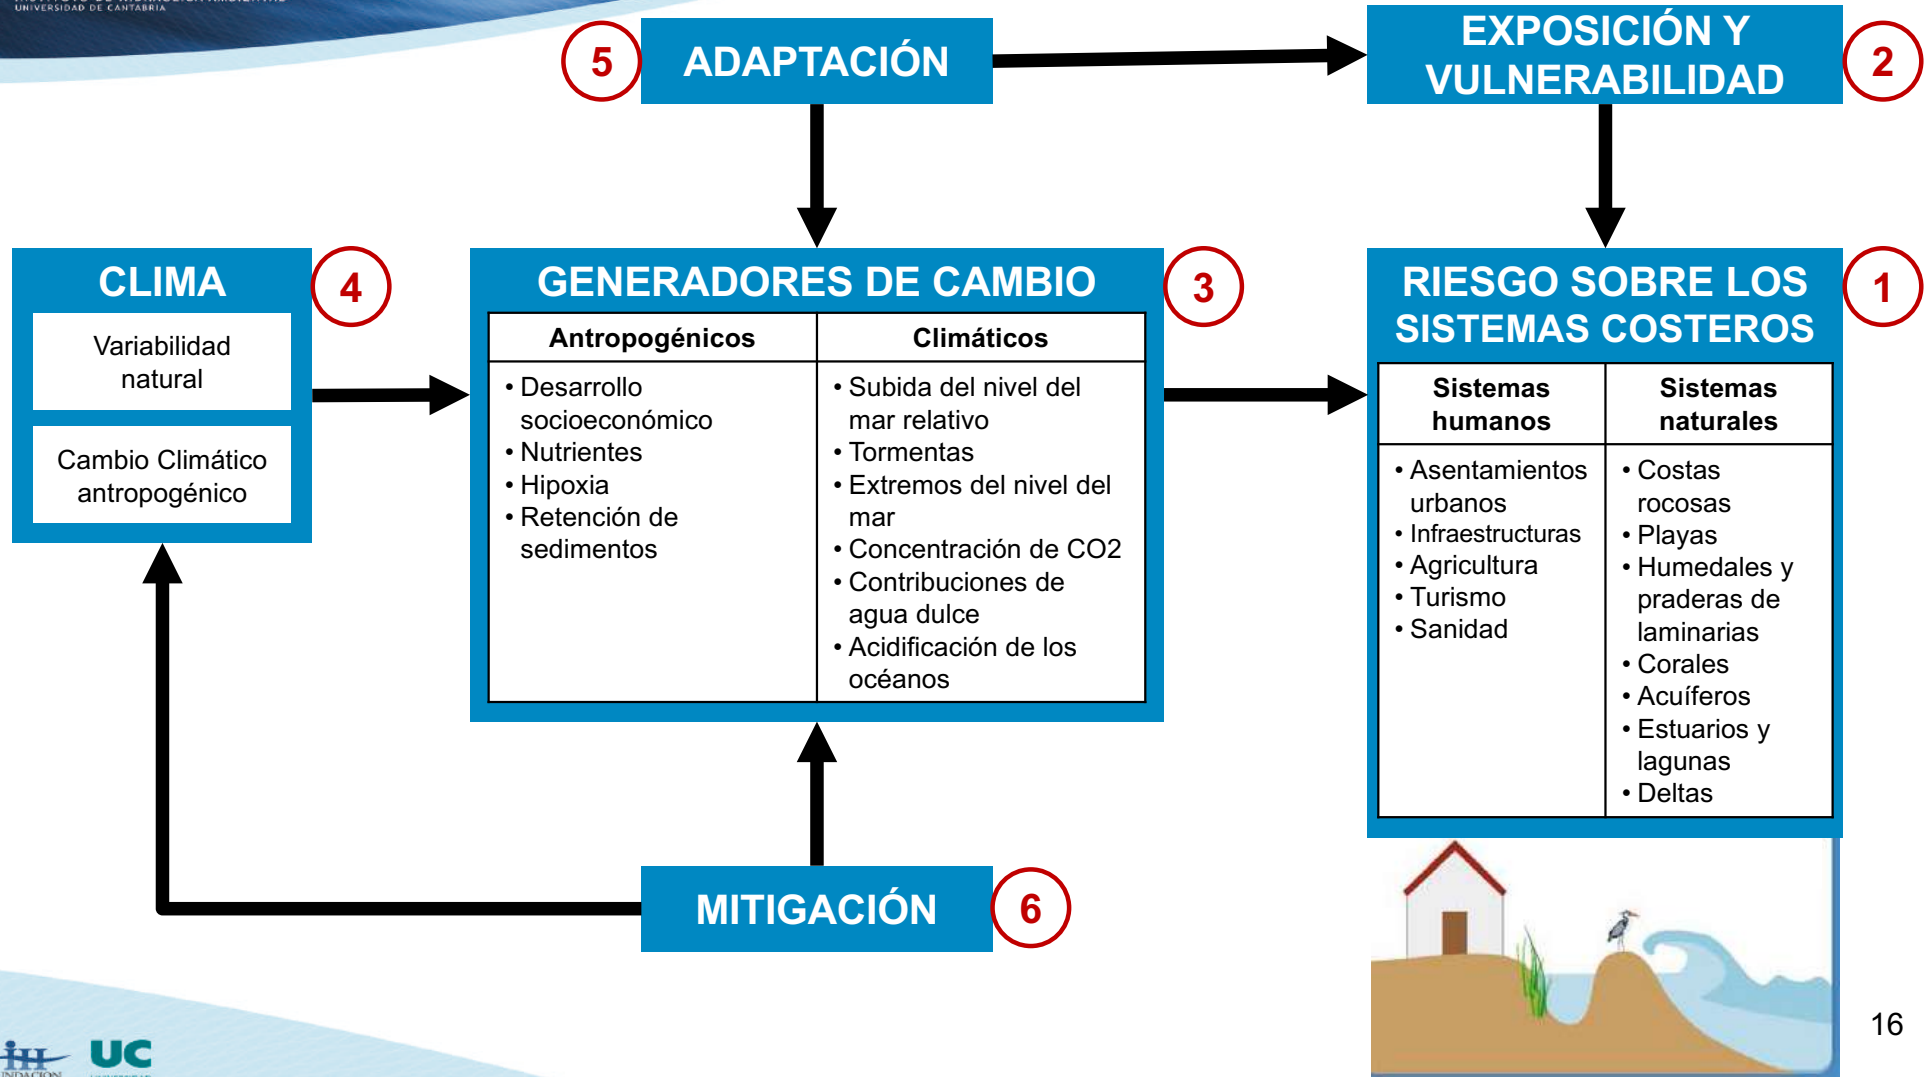 UNIVERSIDAD DE CANTABRIA
5
ADAPTACIÓN
EXPOSICIÓN Y
VULNERABILIDAD
2
CLIMA
4
Variabilidad
natural
Cambio Climático
antropogénico
GENERADORES DE CAMBIO
3
Antropogénicos
• Desarrollo
socioeconómico
• Nutrientes
• Hipoxia
• Retención de
sedimentos
Climáticos
• Subida del nivel del
mar relativo
• Tormentas
• Extremos del nivel del
mar
• Concentración de CO2
• Contribuciones de
agua dulce
• Acidificación de los
océanos
RIESGO SOBRE LOS
SISTEMAS COSTEROS
1
Sistemas
humanos
• Asentamientos
urbanos
• Infraestructuras
• Agricultura
• Turismo
• Sanidad
Sistemas
naturales
• Costas
rocosas
• Playas
• Humedales y
praderas de
laminarias
• Corales
• Acuíferos
• Estuarios y
lagunas
• Deltas
MITIGACIÓN
6
16
UC